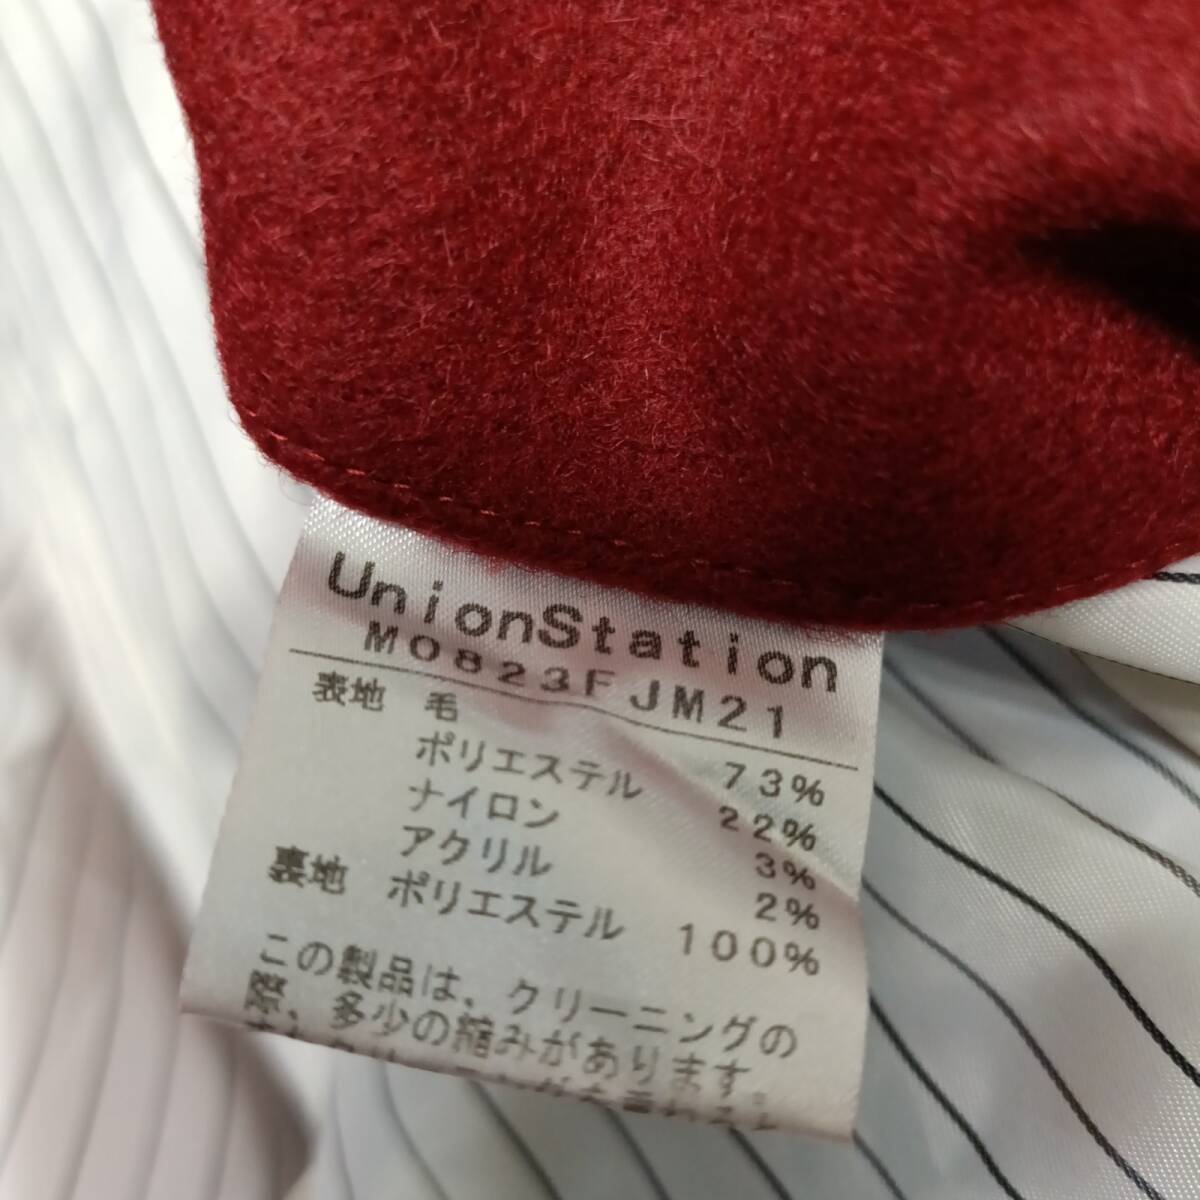 UnionStation
M0823F JM21
表地 毛 73%
ポリエステル 22%
ナイロン 3%
アクリル 2%
裏地 ポリエステル 100%
この製品は、クリーニングの
際、多少の縮みがあります。